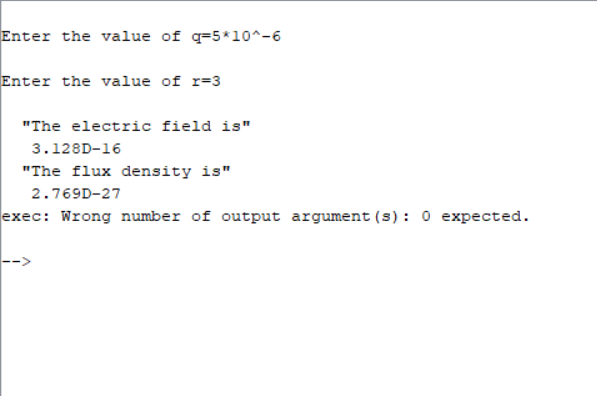 Enter the value of q=5*10^-6
Enter the value of r=3
"The electric field is"
3.128D-16
"The flux density is"
2.769D-27
exec: Wrong number of output argument(s): 0 expected.
-->